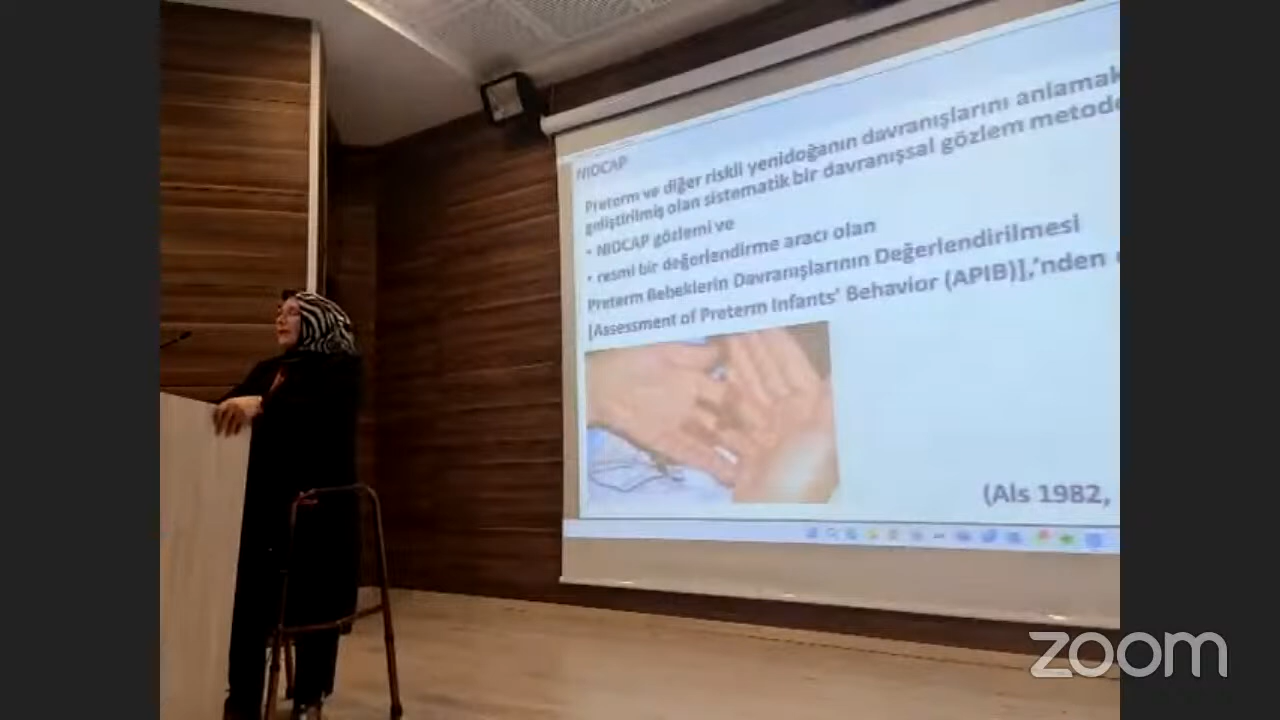 NIDCAP
Preterm ve diğer riskli yenidoğanın davranışlarını anlamak
geliştirilmiş olan sistematik bir davranışsal gözlem metodo
• NIDCAP gözlemi ve
• resmi bir değerlendirme aracı olan
Preterm Bebeklerin Davranışlarının Değerlendirilmesi
[Assessment of Preterm Infants' Behavior (APIB)],'nden
(Als 1982,
zoom